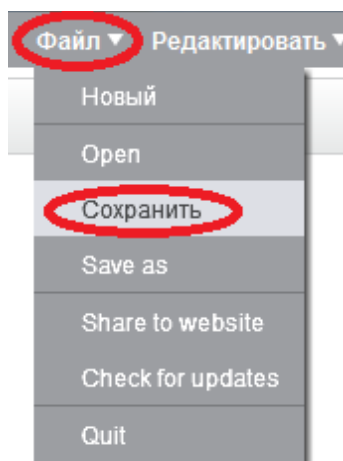 Файл ▼ Редактировать ▼
Новый
Open
Сохранить
Save as
Share to website
Check for updates
Quit